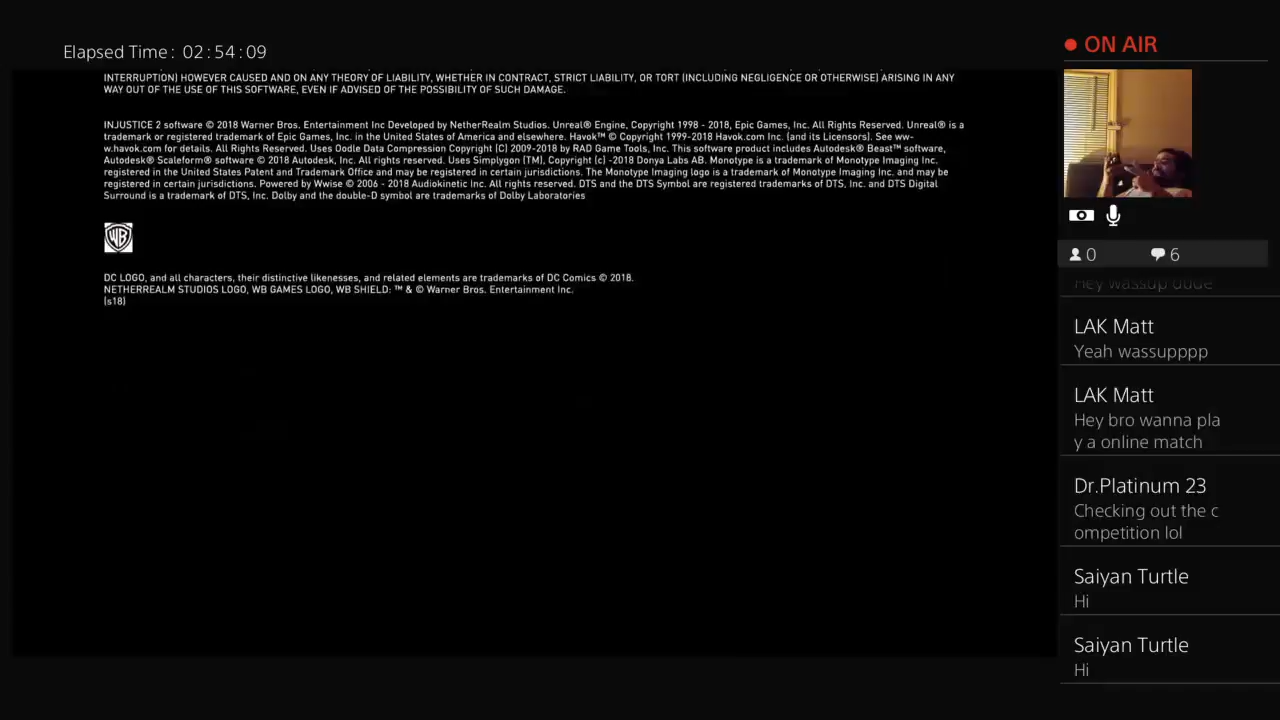 Elapsed Time: 02:54:09
ON AIR
INTERRUPTION) HOWEVER CAUSED AND ON ANY THEORY OF LIABILITY, WHETHER IN CONTRACT, STRICT LIABILITY, OR TORT (INCLUDING NEGLIGENCE OR OTHERWISE) ARISING IN ANY
WAY OUT OF THE USE OF THIS SOFTWARE, EVEN IF ADVISED OF THE POSSIBILITY OF SUCH DAMAGE.
INJUSTICE 2 software © 2018 Warner Bros. Entertainment Inc Developed by NetherRealm Studios. Unreal® Engine, Copyright 1998 - 2018, Epic Games, Inc. All Rights Reserved. Unreal® is a
trademark or registered trademark of Epic Games, Inc. in the United States of America and elsewhere. Havok™ © Copyright 1999-2018 Havok.com Inc. (and its Licensors). See ww-
w.havok.com for details. All Rights Reserved. Uses Oodle Data Compression Copyright (C) 2009-2018 by RAD Game Tools, Inc. This software product includes Autodesk® Beast™ software,
Autodesk® Scaleform® software © 2018 Autodesk, Inc. All rights reserved. Uses Simplygon (TM), Copyright (c) -2018 Donya Labs AB. Monotype is a trademark of Monotype Imaging Inc.
registered in the United States Patent and Trademark Office and may be registered in certain jurisdictions. The Monotype Imaging logo is a trademark of Monotype Imaging Inc. and may be
registered in certain jurisdictions. Powered by Wwise © 2006 - 2018 Audiokinetic Inc. All rights reserved. DTS and the DTS Symbol are registered trademarks of DTS, Inc. and DTS Digital
Surround is a trademark of DTS, Inc. Dolby and the double-D symbol are trademarks of Dolby Laboratories
WB
DC LOGO, and all characters, their distinctive likenesses, and related elements are trademarks of DC Comics © 2018.
NETHERREALM STUDIOS LOGO, WB GAMES LOGO, WB SHIELD: ™ & © Warner Bros. Entertainment Inc.
(s18)
0 6
Hey wassup dude
LAK Matt
Yeah wassupppp
LAK Matt
Hey bro wanna pla
y a online match
Dr.Platinum 23
Checking out the c
ompetition lol
Saiyan Turtle
Hi
Saiyan Turtle
Hi